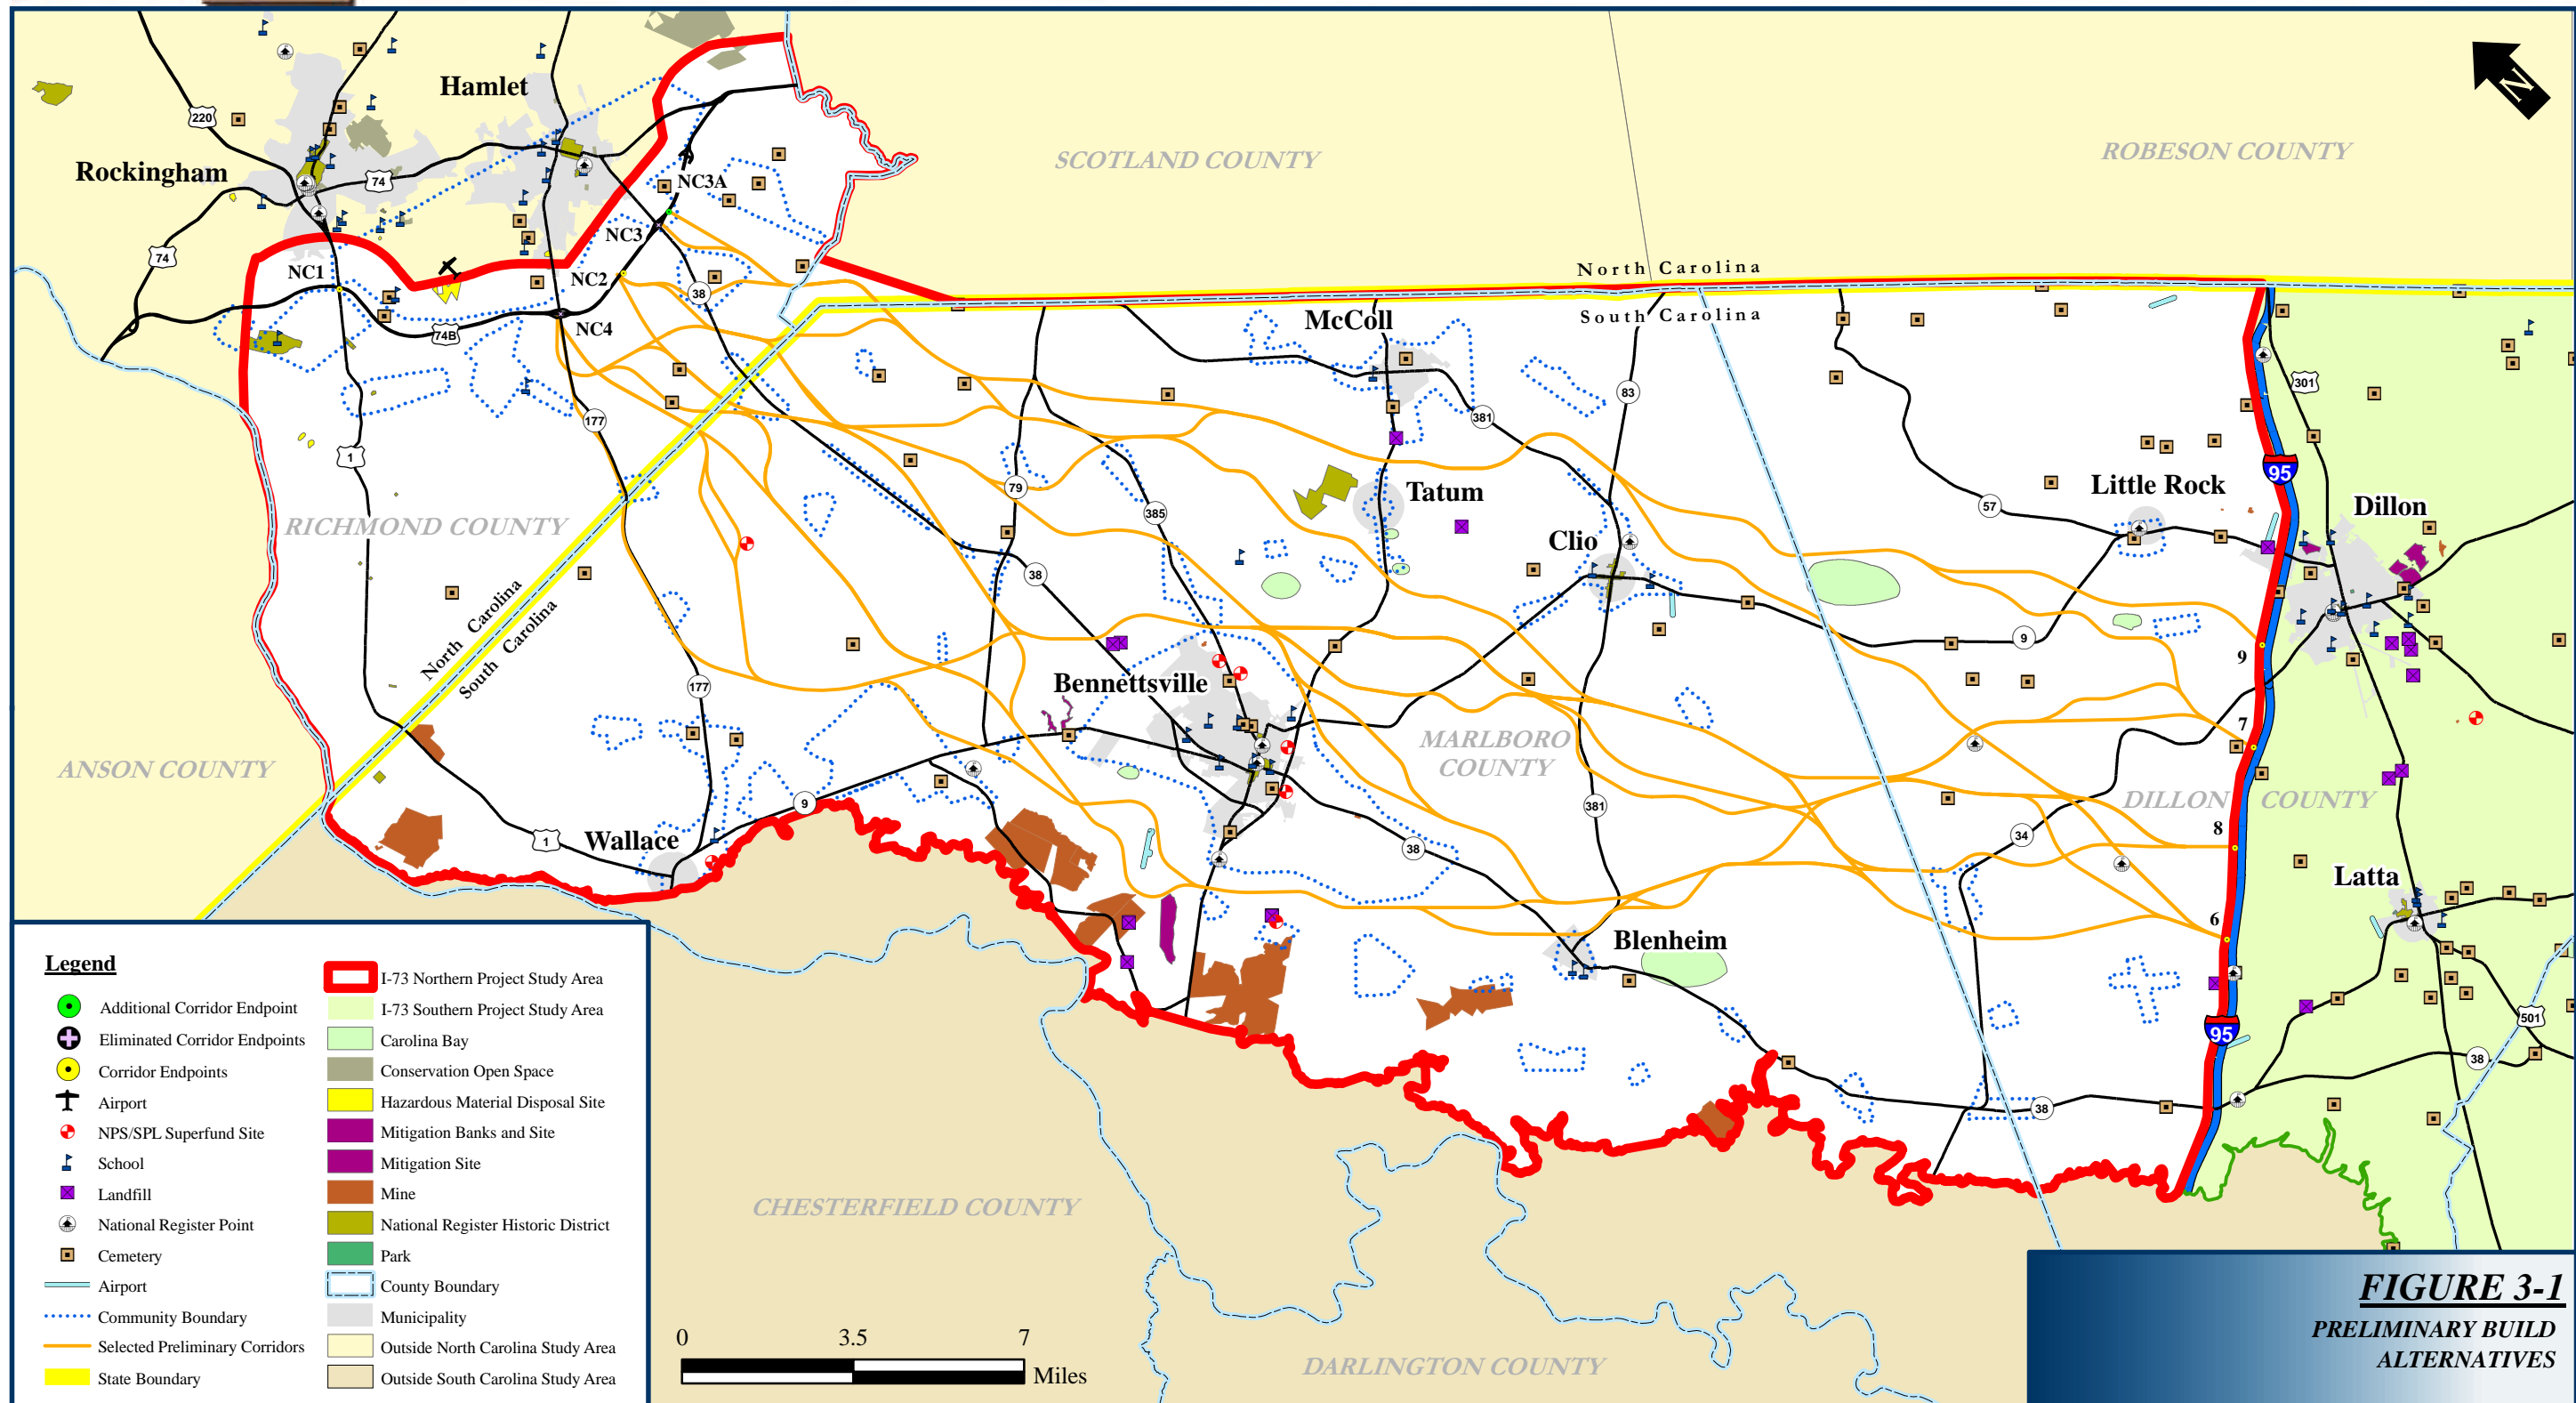 Hamlet
220
Rockingham
74
NC3A
SCOTLAND COUNTY
ROBESON COUNTY
N
NC3
74
NC1
NC2
38
North Carolina
South Carolina
NC4
74B
McColl
301
177
83
381
1
95
79
Tatum
Little Rock
385
57
Dillon
RICHMOND COUNTY
Clio
38
North Carolina
South Carolina
9
9
177
Bennettsville
7
MARLBORO
COUNTY
ANSON COUNTY
DILLON COUNTY
9
381
8
34
1
Wallace
38
Latta
6
Blenheim
501
95
38
38
CHESTERFIELD COUNTY
DARLINGTON COUNTY
Legend
Additional Corridor Endpoint
Eliminated Corridor Endpoints
Corridor Endpoints
Airport
NPS/SPL Superfund Site
School
Landfill
National Register Point
Cemetery
Airport
Community Boundary
Selected Preliminary Corridors
State Boundary
I-73 Northern Project Study Area
I-73 Southern Project Study Area
Carolina Bay
Conservation Open Space
Hazardous Material Disposal Site
Mitigation Banks and Site
Mitigation Site
Mine
National Register Historic District
Park
County Boundary
Municipality
Outside North Carolina Study Area
Outside South Carolina Study Area
0 3.5 7
Miles
FIGURE 3-1
PRELIMINARY BUILD
ALTERNATIVES